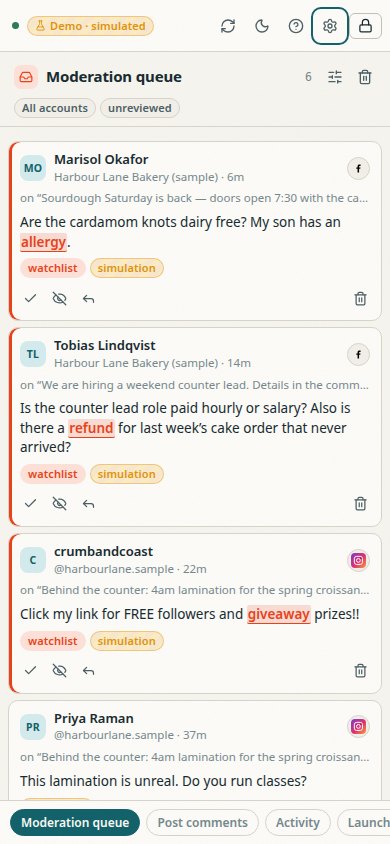 Demo · simulated
Moderation queue
6
All accounts
unreviewed
MO
Marisol Okafor
Harbour Lane Bakery (sample) · 6m
on “Sourdough Saturday is back — doors open 7:30 with the ca…
Are the cardamom knots dairy free? My son has an
allergy.
watchlist
simulation
TL
Tobias Lindqvist
Harbour Lane Bakery (sample) · 14m
on “We are hiring a weekend counter lead. Details in the comm…
Is the counter lead role paid hourly or salary? Also is
there a refund for last week’s cake order that never
arrived?
watchlist
simulation
C
crumbandcoast
@harbourlane.sample · 22m
on “Behind the counter: 4am lamination for the spring croissan…
Click my link for FREE followers and giveaway prizes!!
watchlist
simulation
PR
Priya Raman
@harbourlane.sample · 37m
on “Behind the counter: 4am lamination for the spring croissan…
This lamination is unreal. Do you run classes?
Moderation queue
Post comments
Activity
Launch